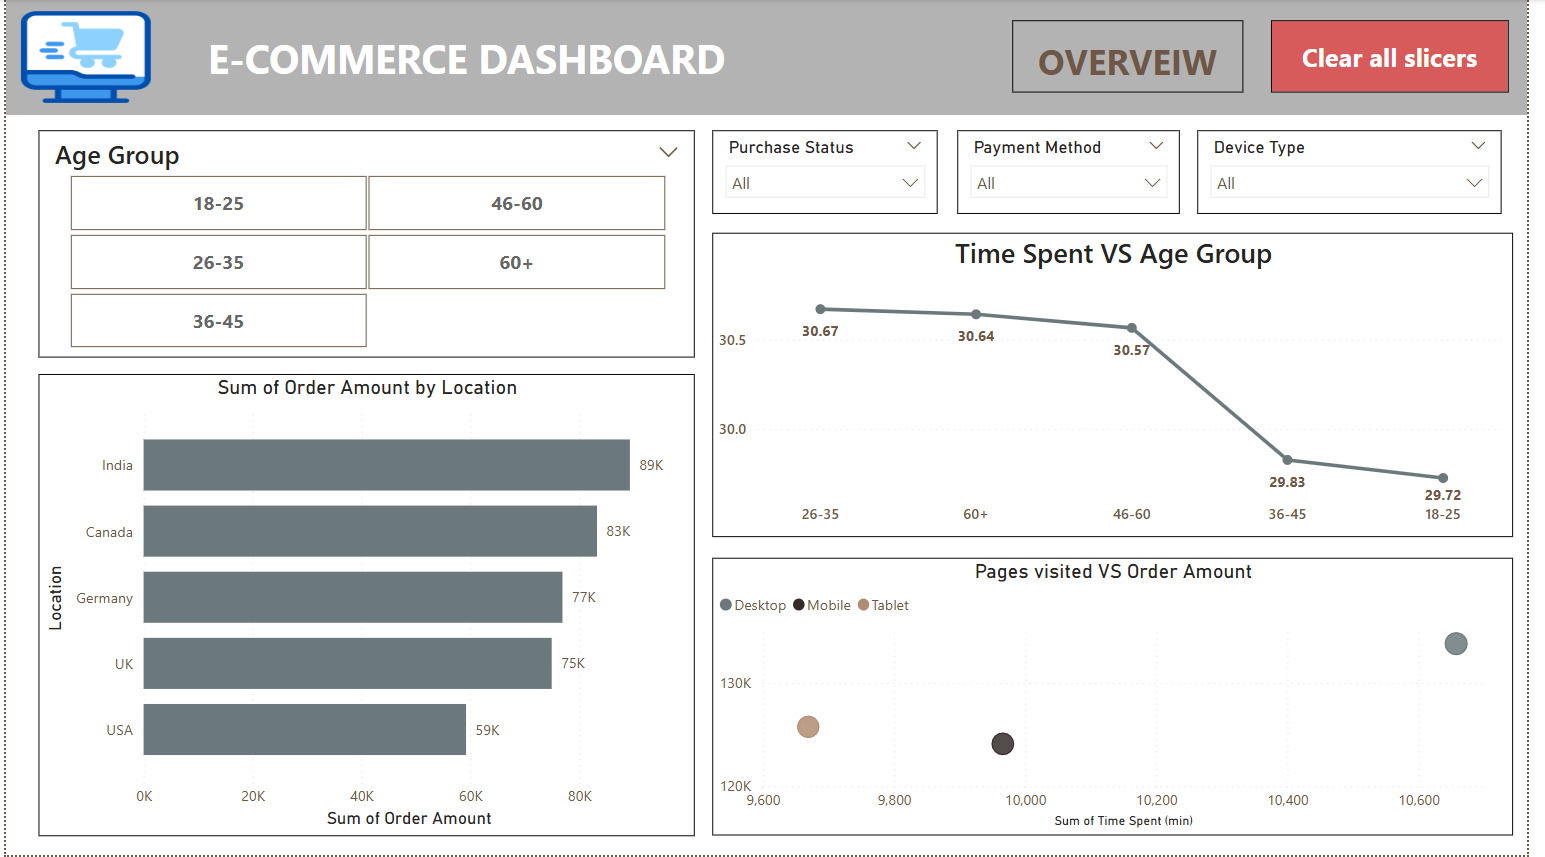 E-COMMERCE DASHBOARD
OVERVEIW
Clear all slicers
Age Group
18-25
46-60
26-35
60+
36-45
Purchase Status
All
Payment Method
All
Device Type
All
Sum of Order Amount by Location
Location
India
89K
Canada
83K
Germany
77K
UK
75K
USA
59K
0K 20K 40K 60K 80K
Sum of Order Amount
Time Spent VS Age Group
30.5
30.0
30.67
30.64
30.57
29.83
29.72
26-35 60+ 46-60 36-45 18-25
Pages visited VS Order Amount
Desktop Mobile Tablet
130K
120K
9,600 9,800 10,000 10,200 10,400 10,600
Sum of Time Spent (min)